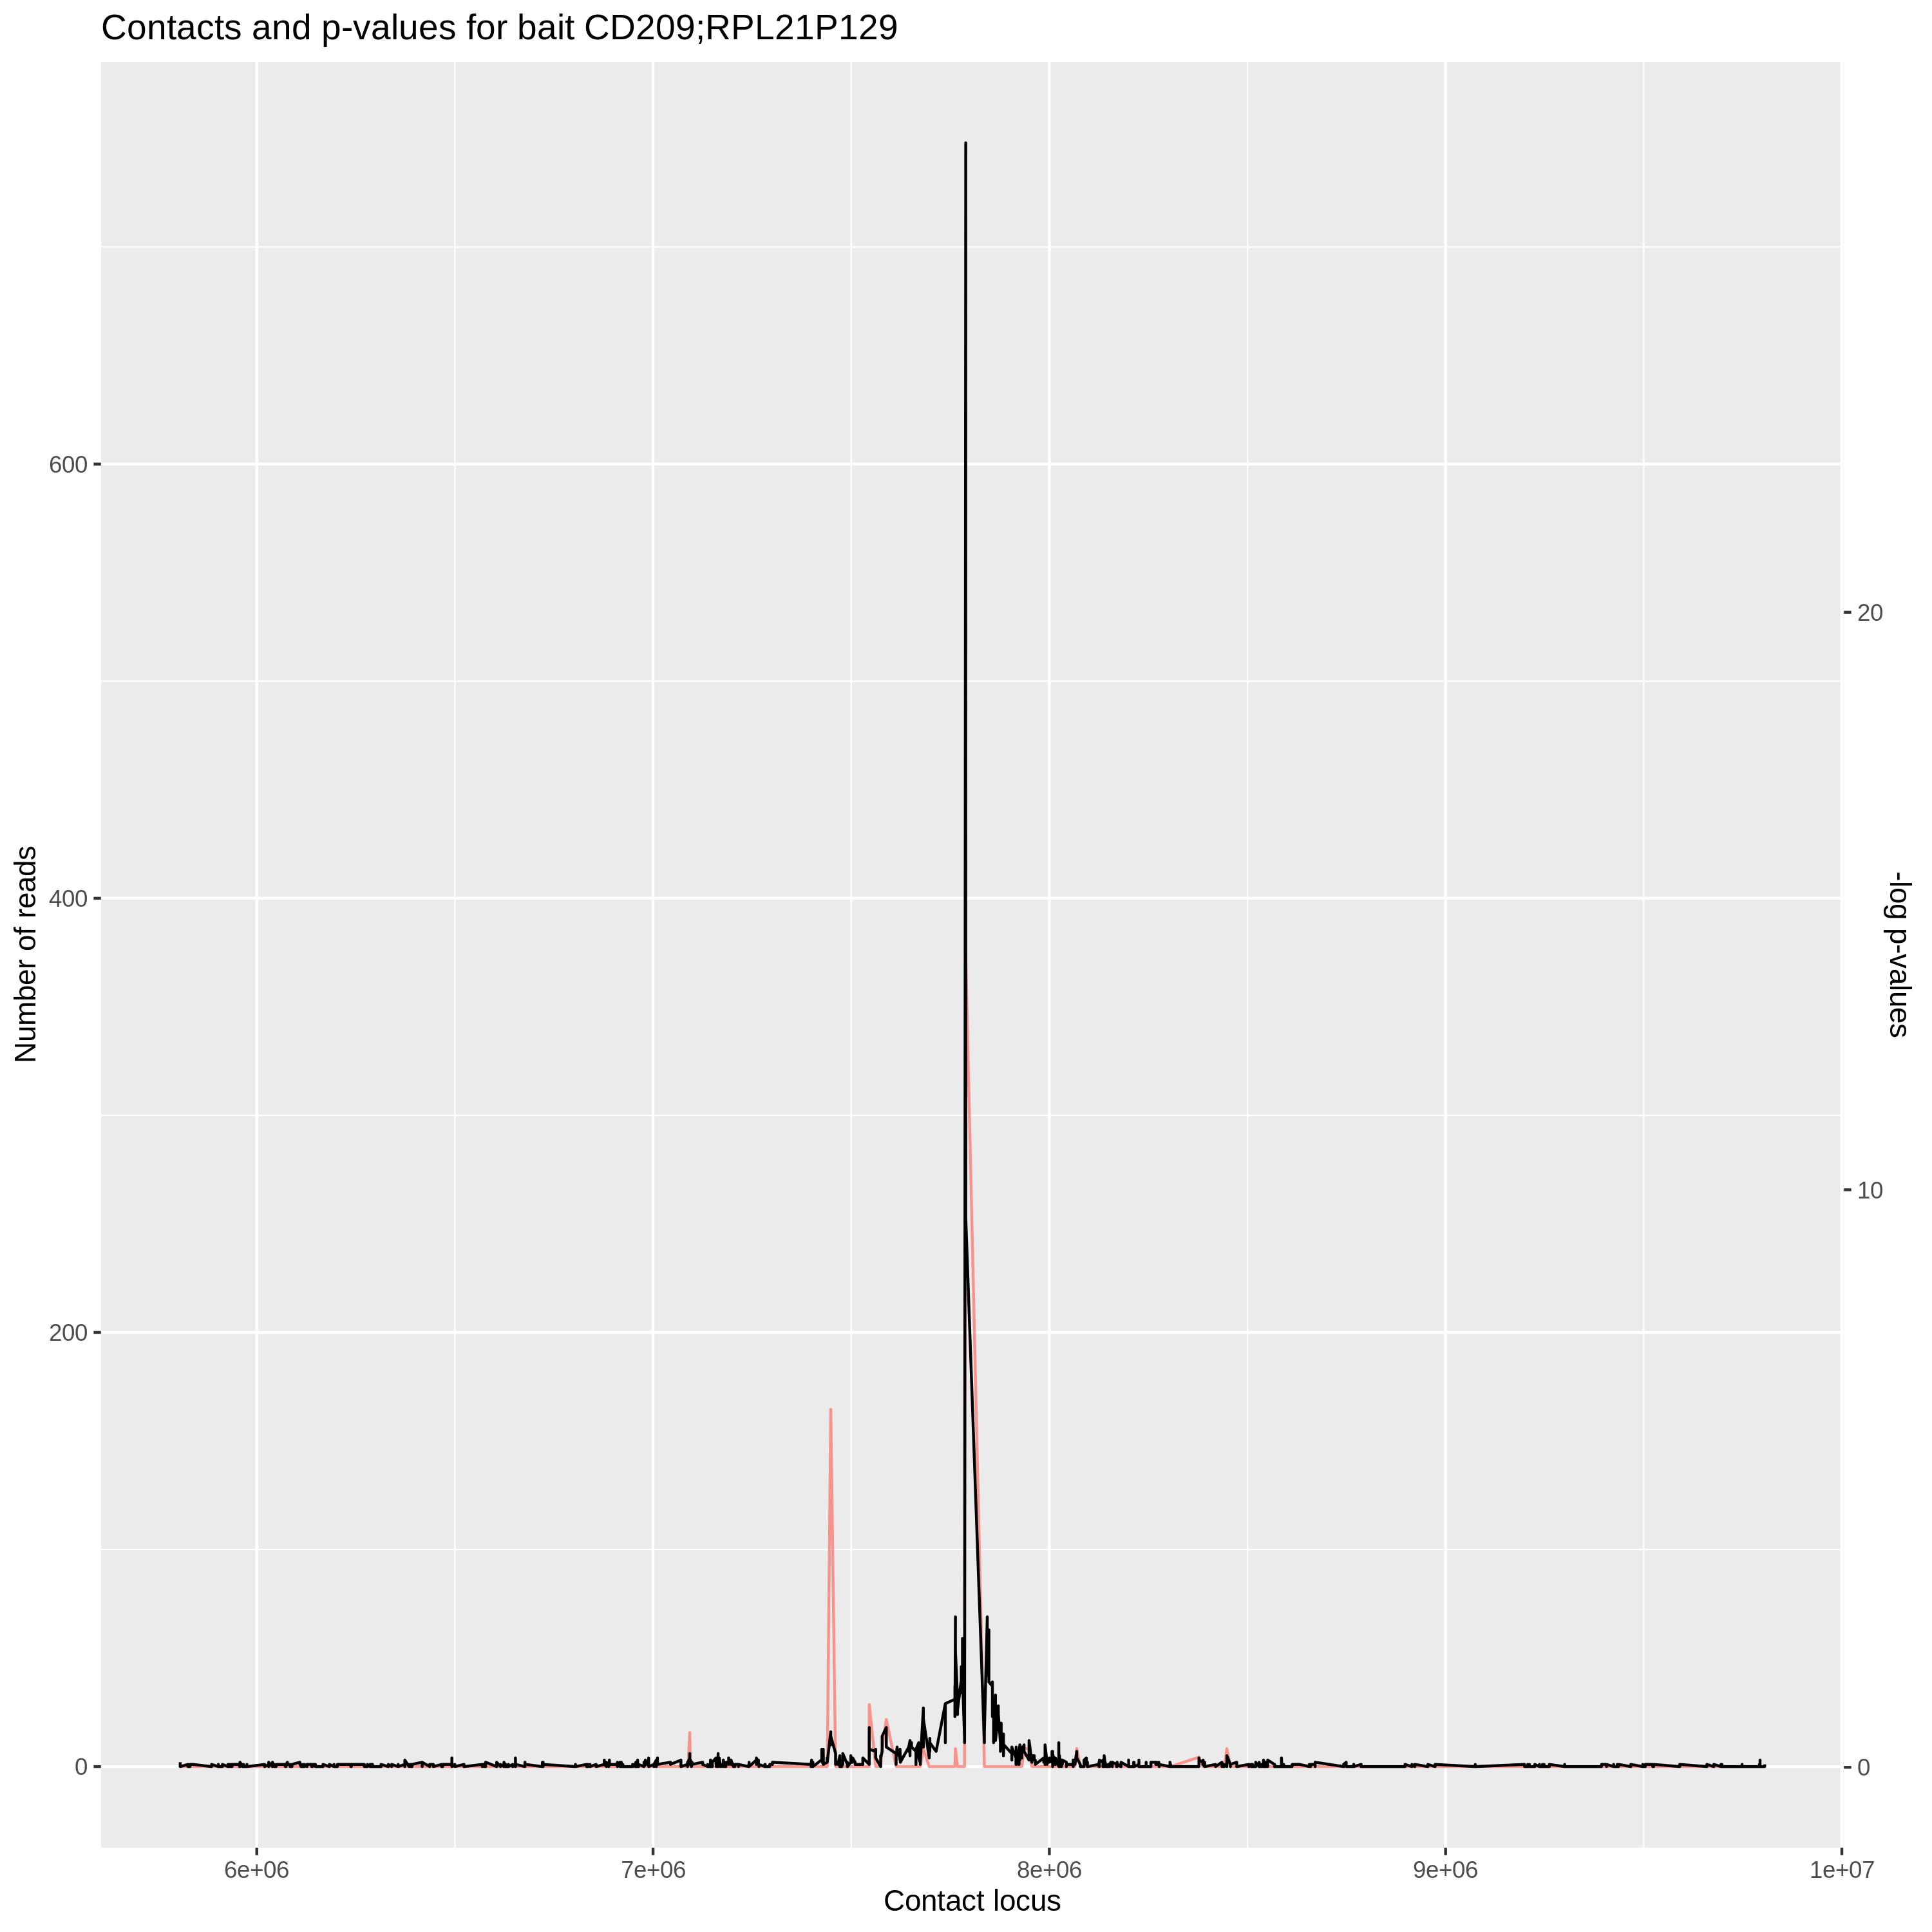 Contacts and p-values for bait CD209;RPL21P129
Number of reads
600
400
200
0
20
10
0
-log p-values
6e+06
7e+06
8e+06
9e+06
1e+07
Contact locus